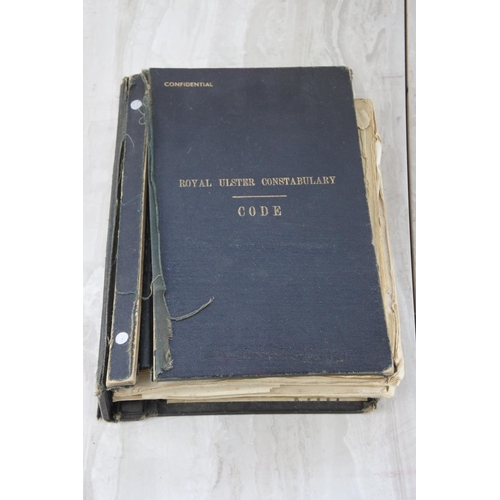 CONFIDENTIAL
ROYAL ULSTER CONSTABULARY
CODE